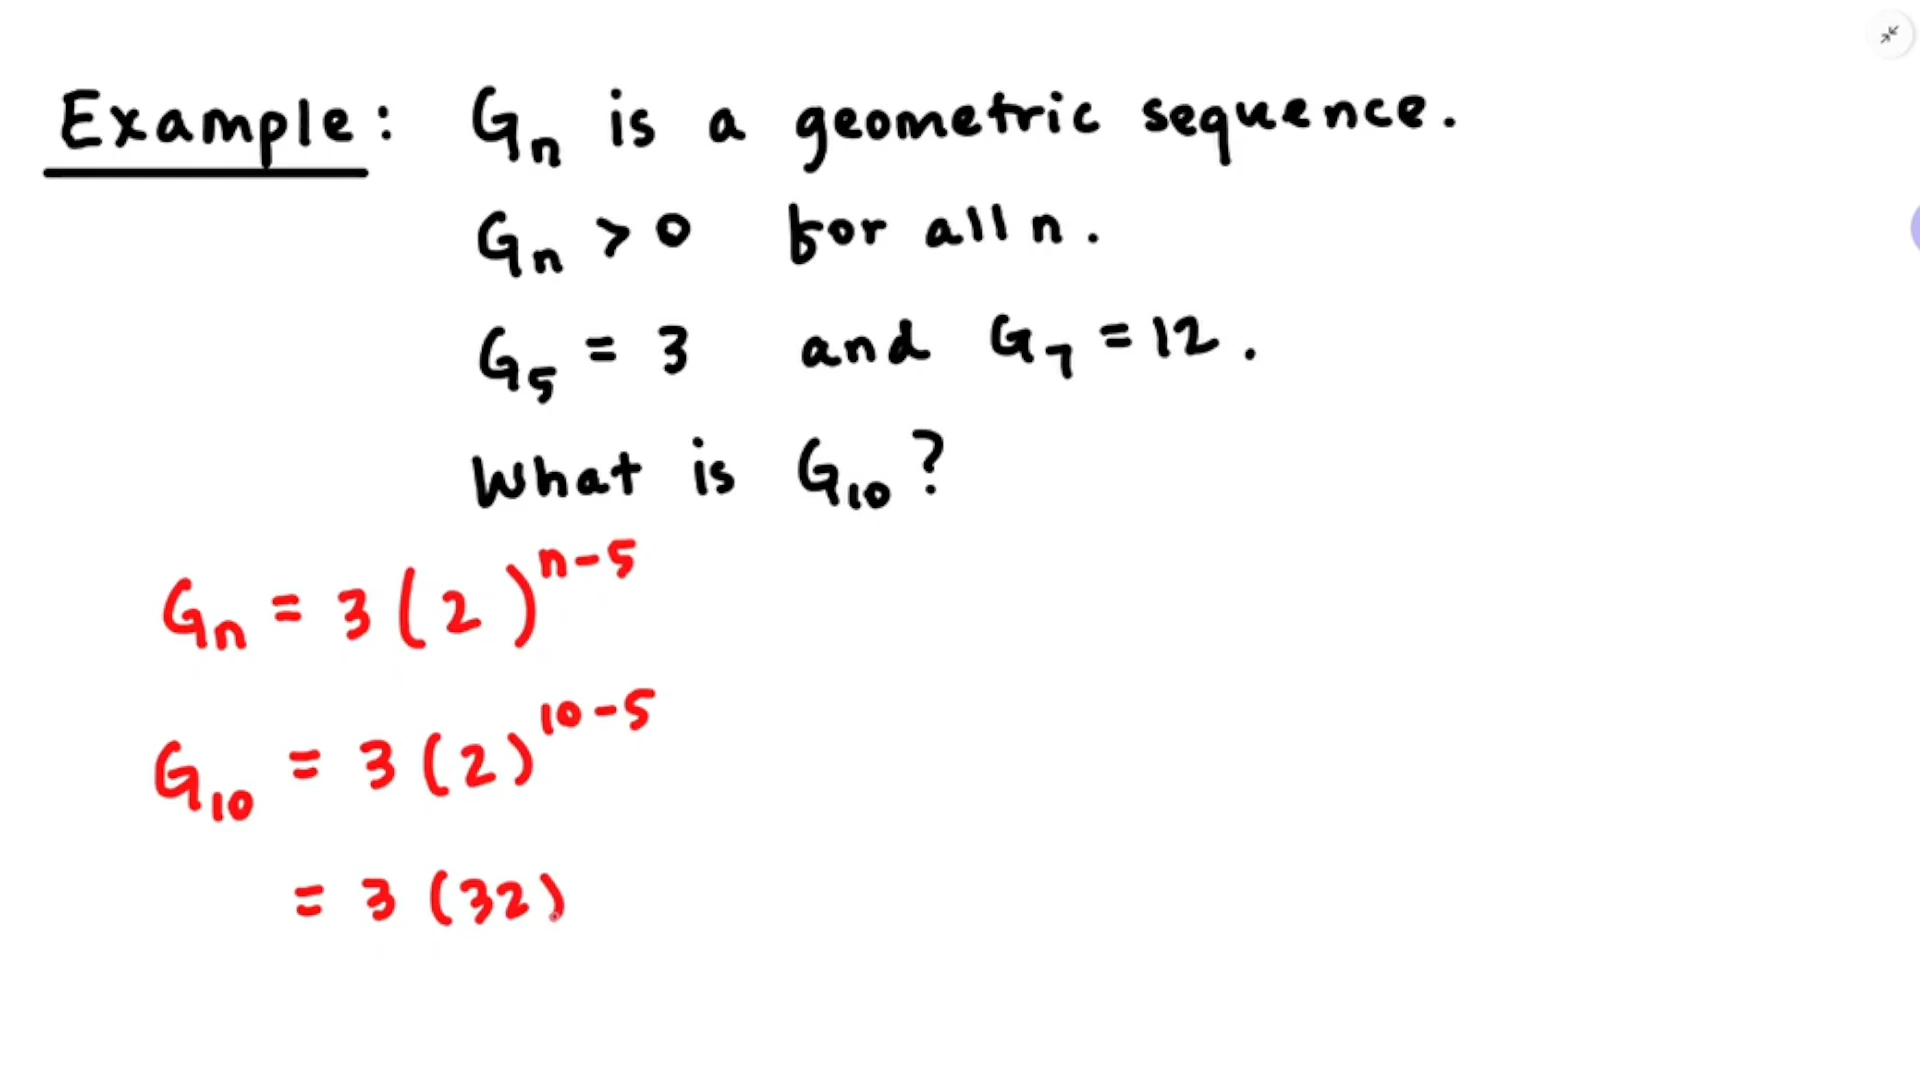 Example: Gₙ is a geometric sequence.
Gₙ > 0 for all n.
G₅ = 3 and G₇ = 12.
What is G₁₀?
Gₙ = 3(2)ⁿ⁻⁵
G₁₀ = 3(2)¹⁰⁻⁵
= 3(32)